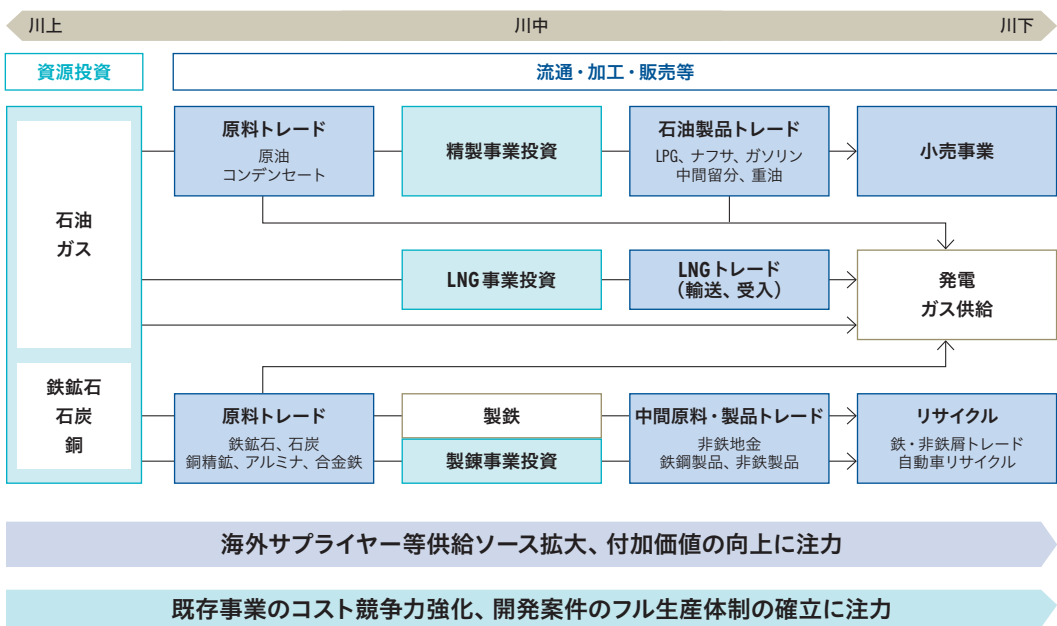 川上
川中
川下
資源投資
流通・加工・販売等
石油
ガス
原料トレード
原油
コンデンセート
精製事業投資
石油製品トレード
LPG、ナフサ、ガソリン
中間留分、重油
小売事業
LNG事業投資
LNGトレード
（輸送、受入）
発電
ガス供給
鉄鉱石
石炭
銅
原料トレード
鉄鉱石、石炭
銅精鉱、アルミナ、合金鉄
製鉄
製錬事業投資
中間原料・製品トレード
非鉄地金
鉄鋼製品、非鉄製品
リサイクル
鉄・非鉄屑トレード
自動車リサイクル
海外サプライヤー等供給ソース拡大、付加価値の向上に注力
既存事業のコスト競争力強化、開発案件のフル生産体制の確立に注力